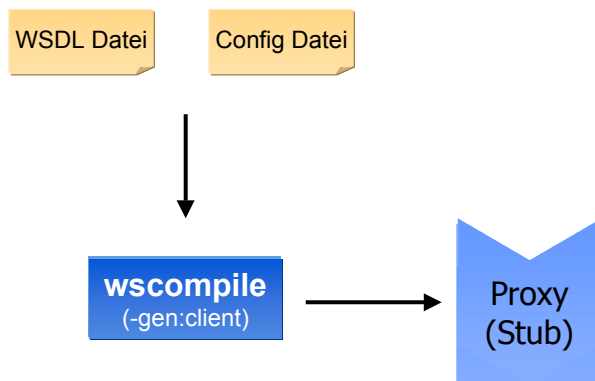 WSDL Datei
Config Datei
wscompile
(-gen:client)
Proxy
(Stub)